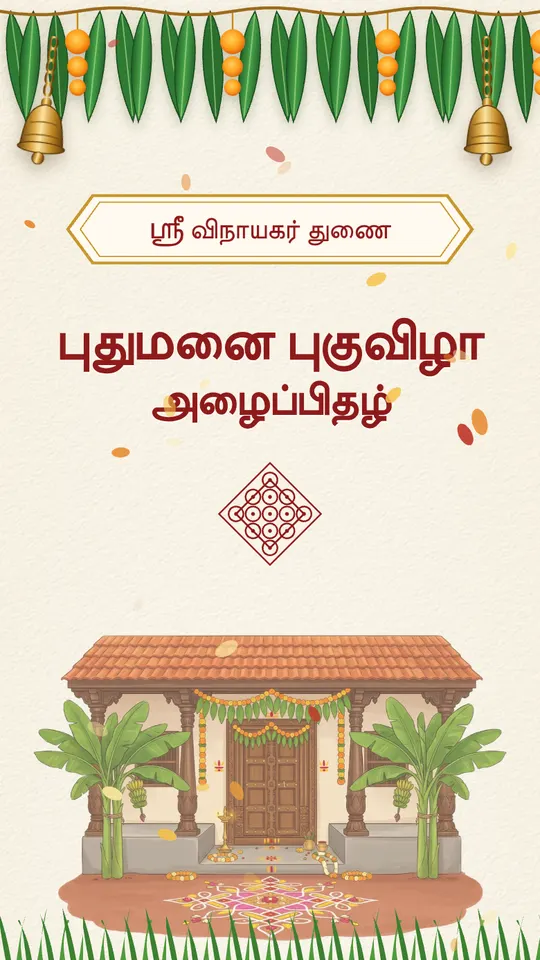 ஸ்ரீ விநாயகர் துணை
புதுமனை புகுவிழா
அழைப்பிதழ்